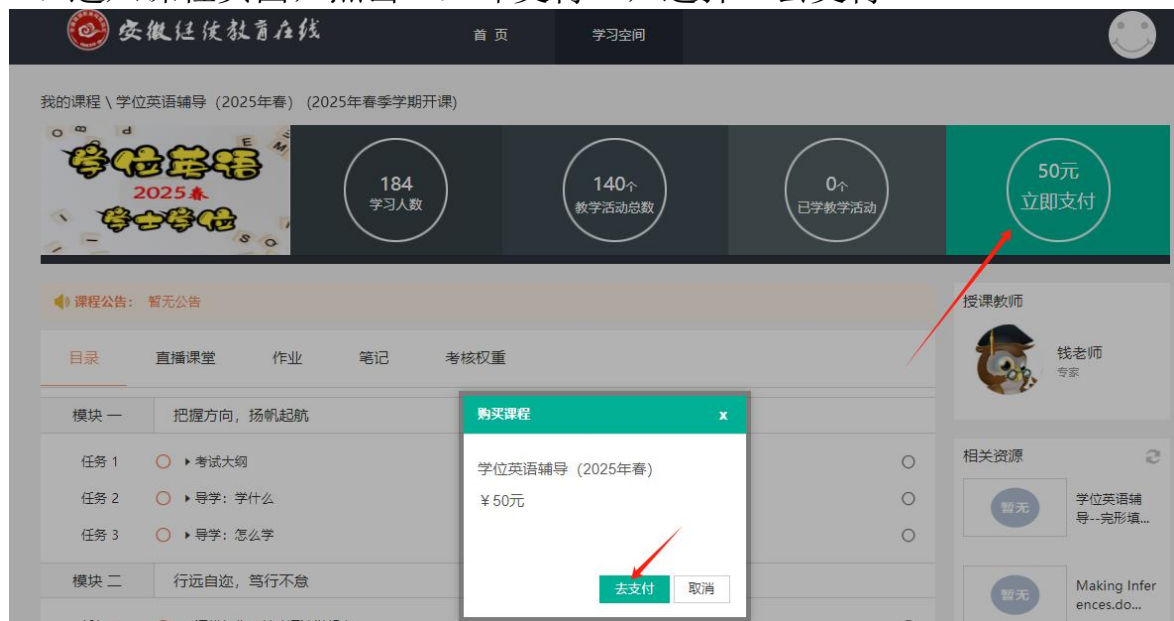 安徽继续教育在线
首 页
学习空间
我的课程 \ 学位英语辅导（2025年春）（2025年春季学期开课)
学位英语
2025春
学士学位
184
学习人数
140个
教学活动总数
0个
已学教学活动
50元
立即支付
课程公告： 暂无公告
授课教师
钱老师
专家
目录
直播课堂
作业
笔记
考核权重
模块 一
把握方向，扬帆起航
任务 1
考试大纲
任务 2
导学：学什么
任务 3
导学：怎么学
模块 二
行远自迩，笃行不怠
购买课程
x
学位英语辅导（2025年春）
￥50元
去支付
取消
相关资源
暂无
学位英语辅
导--完形填...
暂无
Making Infer
ences.do...